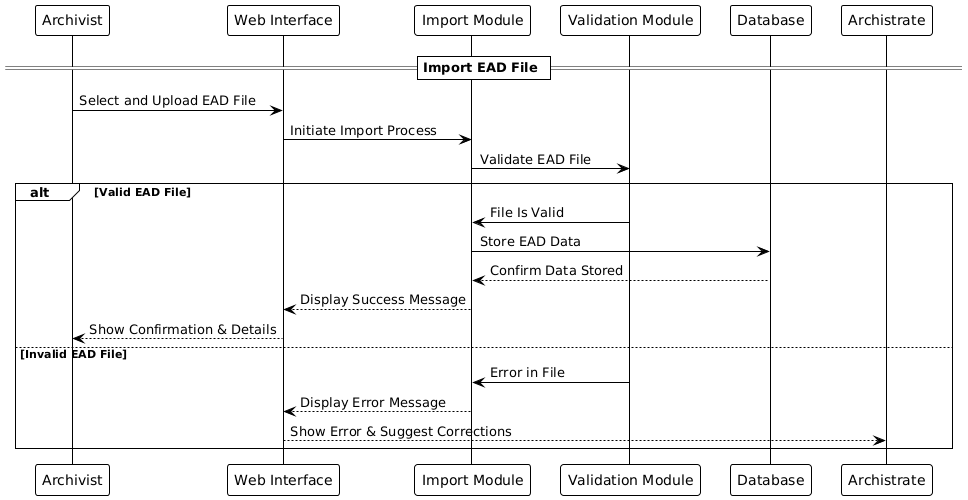 Archivist Web Interface Import Module Validation Module Database Archistrate
Import EAD File
Select and Upload EAD File
Initiate Import Process
Validate EAD File
alt [Valid EAD File]
File Is Valid
Store EAD Data
Confirm Data Stored
Display Success Message
Show Confirmation & Details
[Invalid EAD File]
Error in File
Display Error Message
Show Error & Suggest Corrections
Archivist Web Interface Import Module Validation Module Database Archistrate